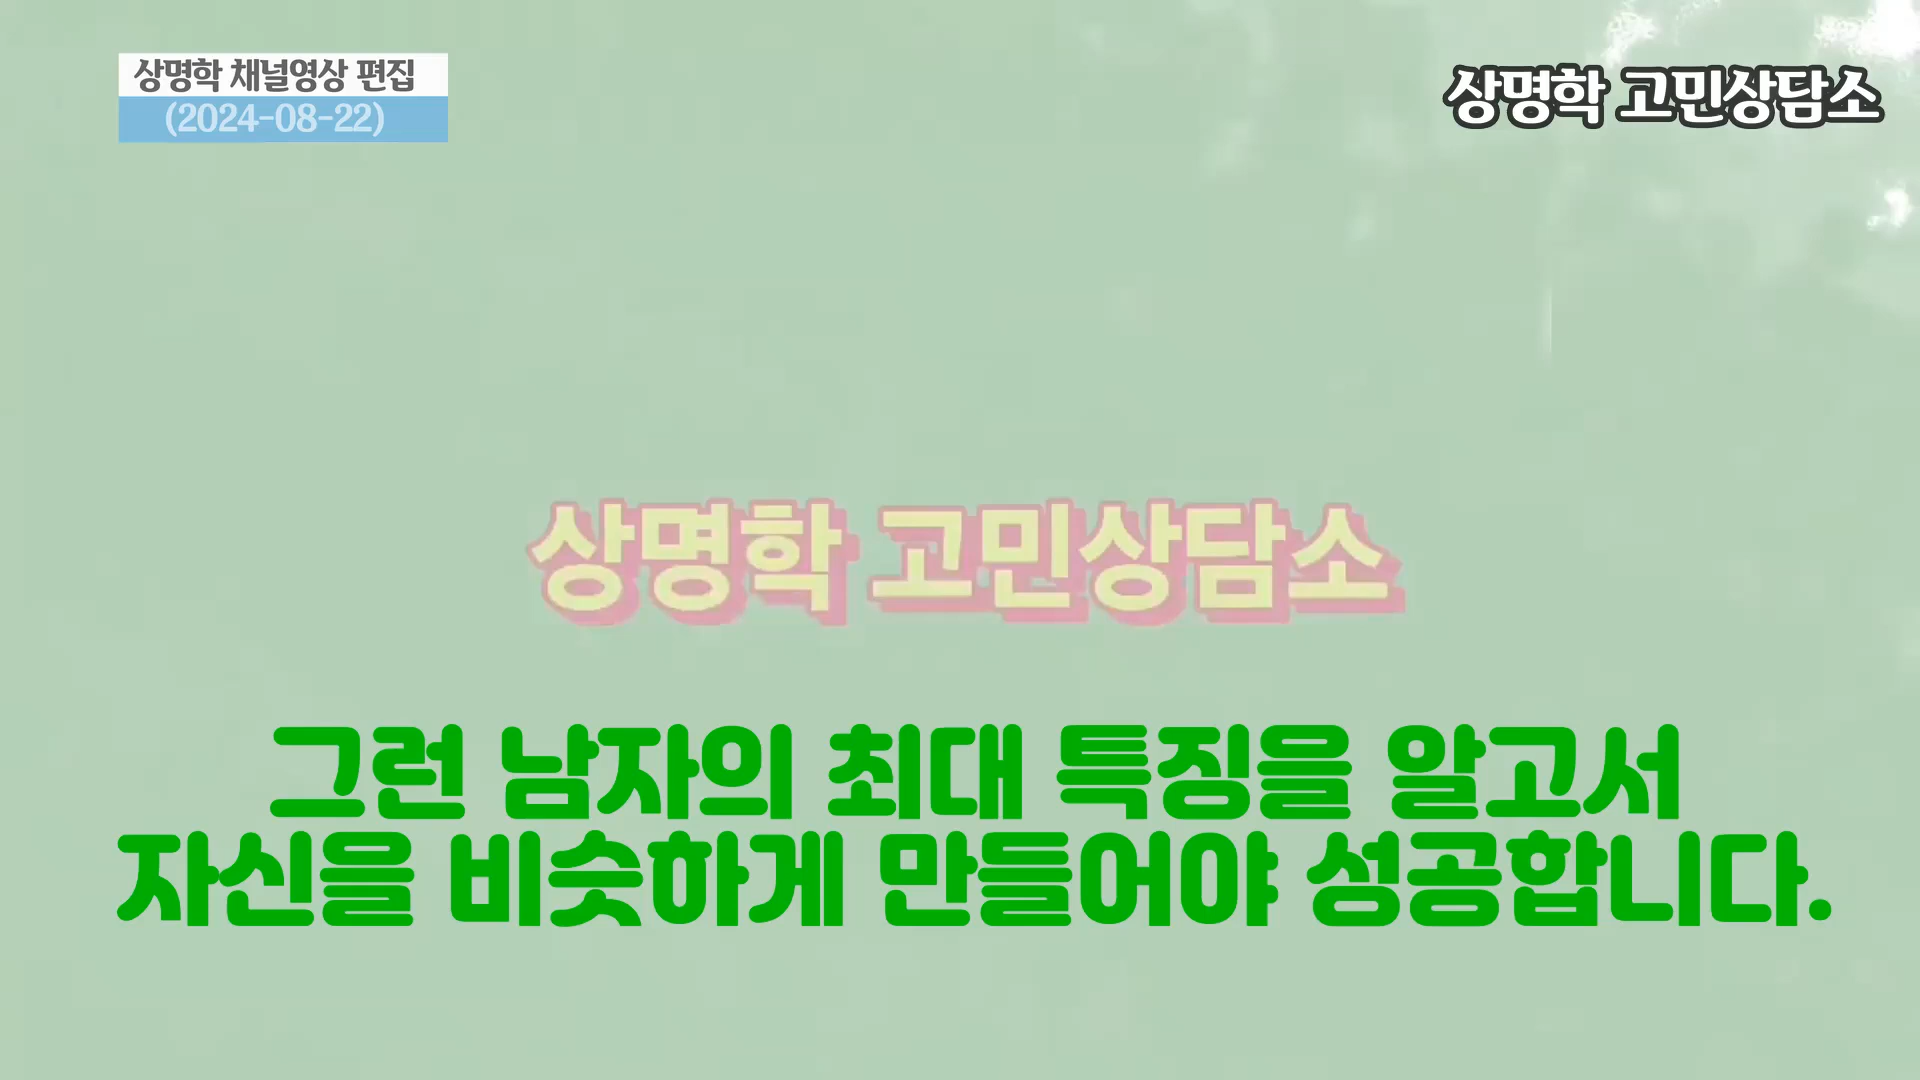 상명학 채널영상 편집
(2024-08-22)
상명학 고민상담소
상명학 고민상담소
그런 남자의 최대 특징을 알고서
자신을 비슷하게 만들어야 성공합니다.